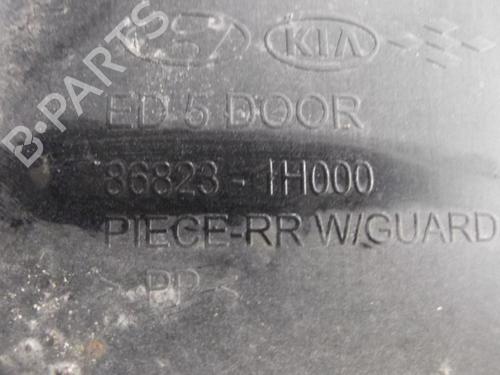 KIA
ED 5 DOOR
86823-1H000
PIECE-RR W/GUARD
>PP<
B-PARTS